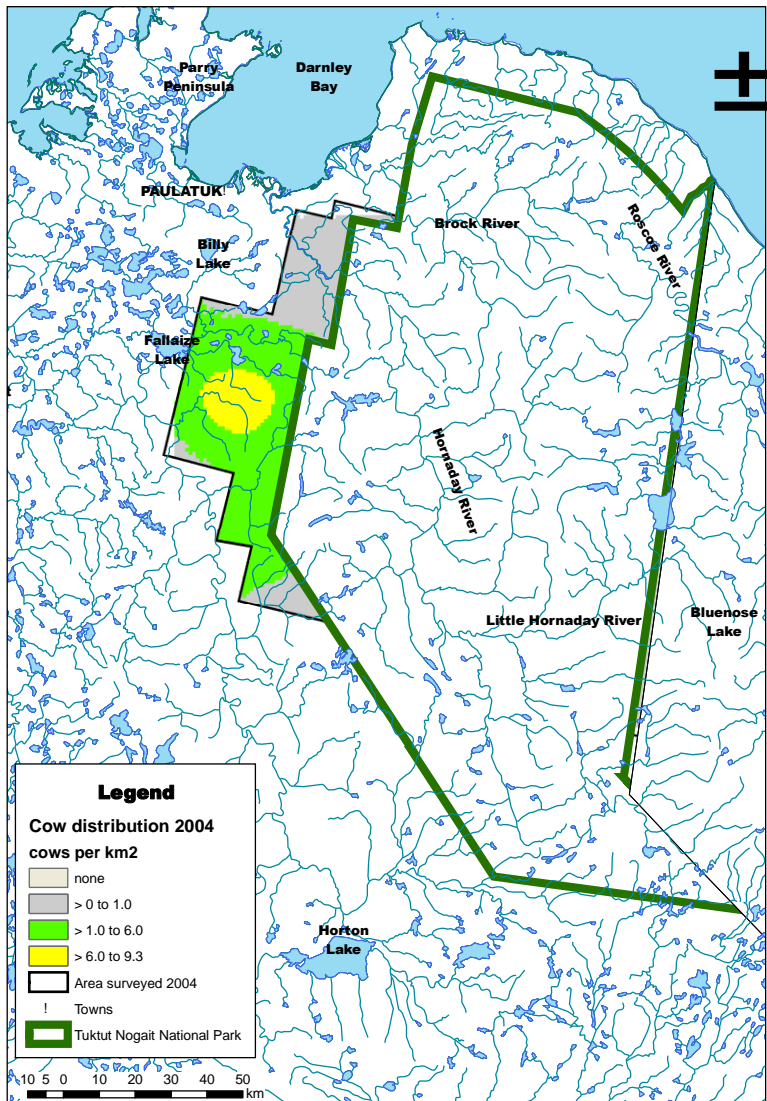 Parry
Peninsula
Darnley
Bay
PAULATUK!
Billy
Lake
Brock River
Roscoe River
Fallaize
Lake
t
Hornaday River
Little Hornaday River
Bluenose
Lake
Horton
Lake
Legend
Cow distribution 2004
cows per km2
none
> 0 to 1.0
> 1.0 to 6.0
> 6.0 to 9.3
Area surveyed 2004
! Towns
Tuktut Nogait National Park
10 5 0 10 20 30 40 50
km